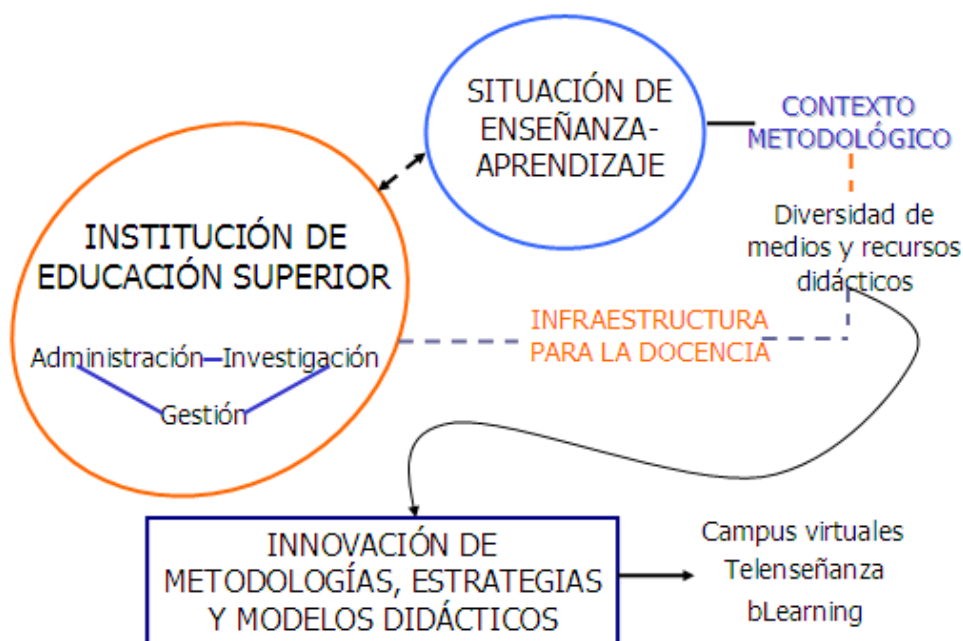 SITUACIÓN DE
ENSEÑANZA-
APRENDIZAJE
CONTEXTO
METODOLÓGICO
Diversidad de
medios y recursos
didácticos
INSTITUCIÓN DE
EDUCACIÓN SUPERIOR
Administración
Investigación
Gestión
INFRAESTRUCTURA
PARA LA DOCENCIA
INNOVACIÓN DE
METODOLOGÍAS, ESTRATEGIAS
Y MODELOS DIDÁCTICOS
Campus virtuales
Telenseñanza
bLearning